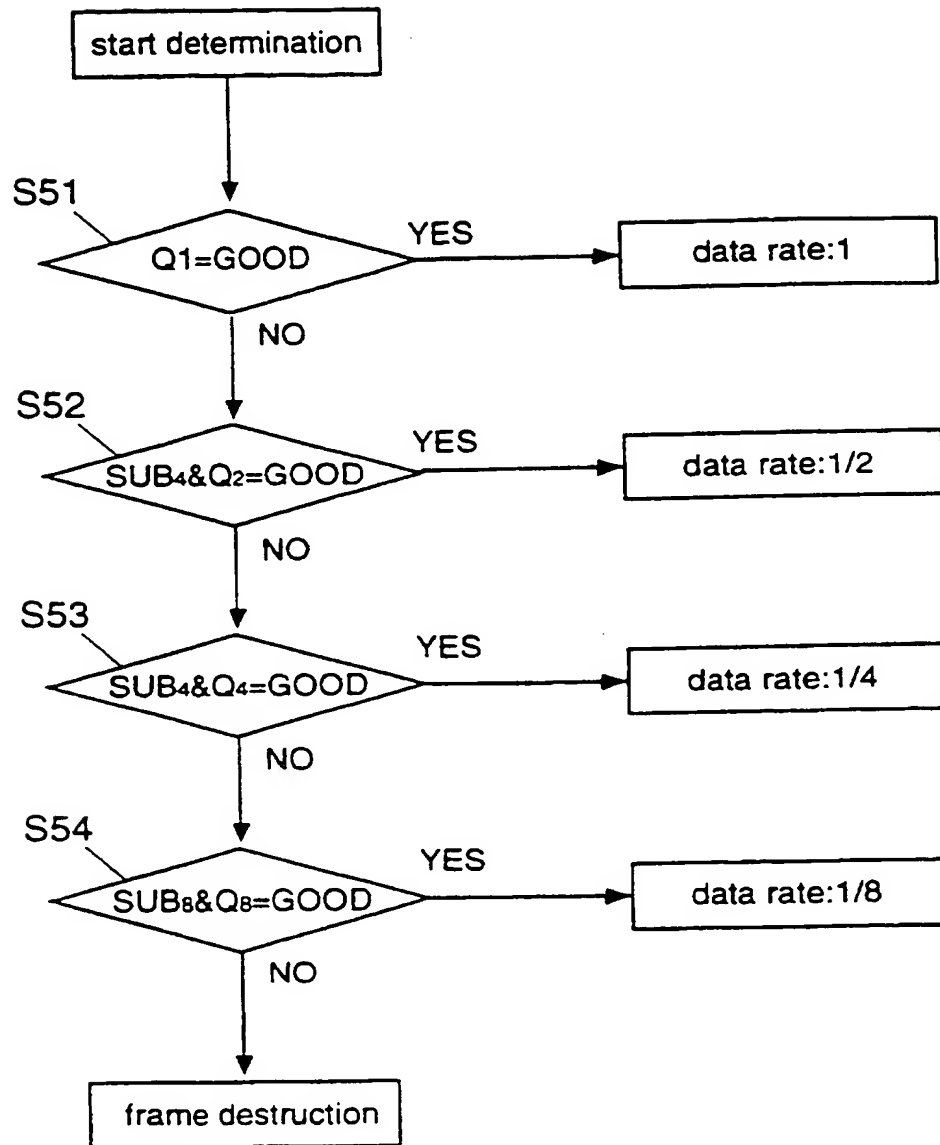 start determination
S51
Q1=GOOD
YES
data rate:1
NO
S52
SUB4&Q2=GOOD
YES
data rate:1/2
NO
S53
SUB4&Q4=GOOD
YES
data rate:1/4
NO
S54
SUB8&Q8=GOOD
YES
data rate:1/8
NO
frame destruction